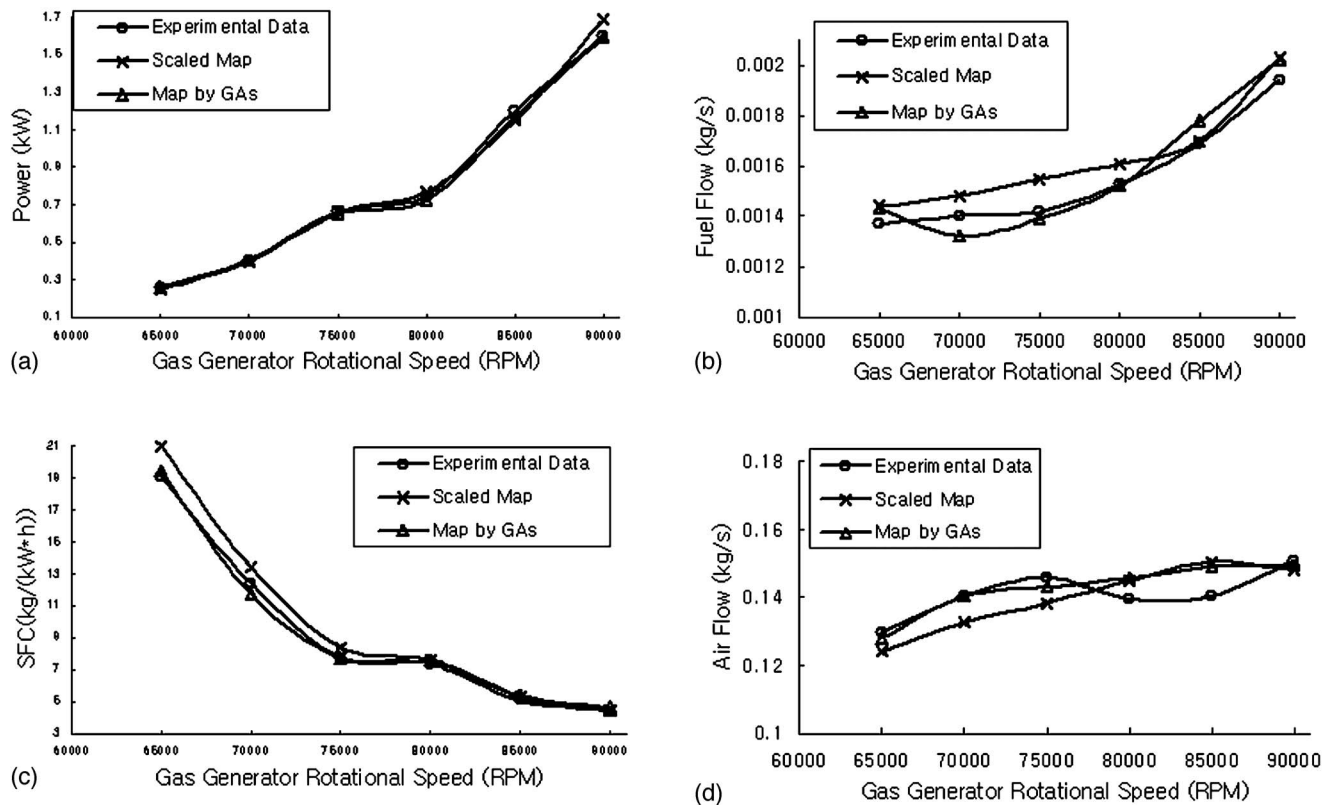 Experimental Data
Scaled Map
Map by GAs
Power (kW)
1.7
1.5
1.3
1.1
0.9
0.7
0.5
0.3
0.1
60000 65000 70000 75000 80000 85000 90000
Gas Generator Rotational Speed (RPM)
(a)
Experimental Data
Scaled Map
Map by GAs
Fuel Flow (kg/s)
0.002
0.0018
0.0016
0.0014
0.0012
0.001
60000 65000 70000 75000 80000 85000 90000
Gas Generator Rotational Speed (RPM)
(b)
Experimental Data
Scaled Map
Map by GAs
SFC(kg/(kW*h))
21
19
17
15
13
11
9
7
5
3
60000 65000 70000 75000 80000 85000 90000
Gas Generator Rotational Speed (RPM)
(c)
Experimental Data
Scaled Map
Map by GAs
Air Flow (kg/s)
0.18
0.16
0.14
0.12
0.1
60000 65000 70000 75000 80000 85000 90000
Gas Generator Rotational Speed (RPM)
(d)